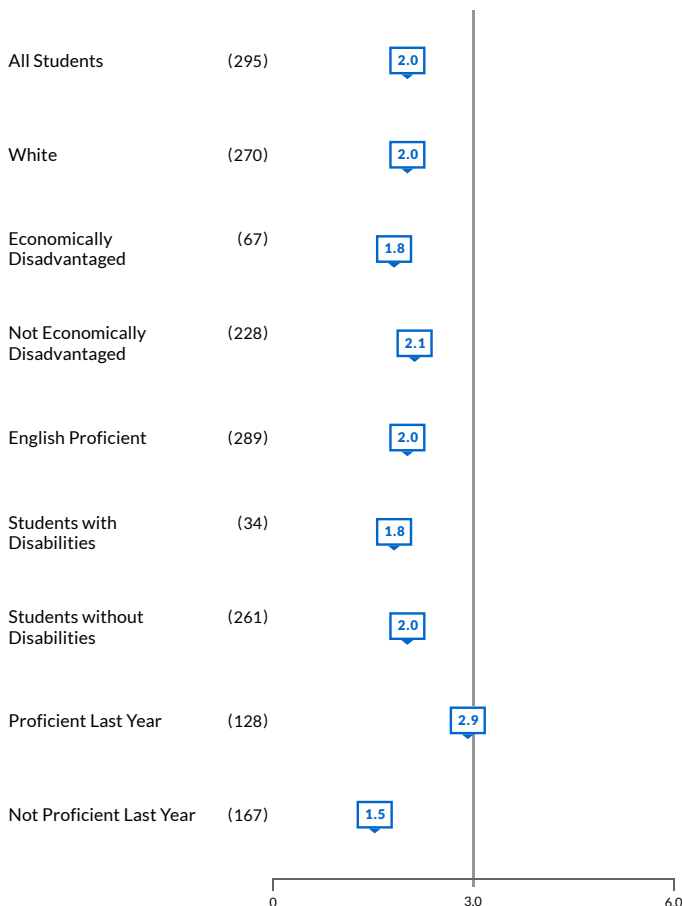 All Students (295) 2.0
White (270) 2.0
Economically (67) 1.8
Disadvantaged
Not Economically (228) 2.1
Disadvantaged
English Proficient (289) 2.0
Students with (34) 1.8
Disabilities
Students without (261) 2.0
Disabilities
Proficient Last Year (128) 2.9
Not Proficient Last Year (167) 1.5
0 3.0 6.0